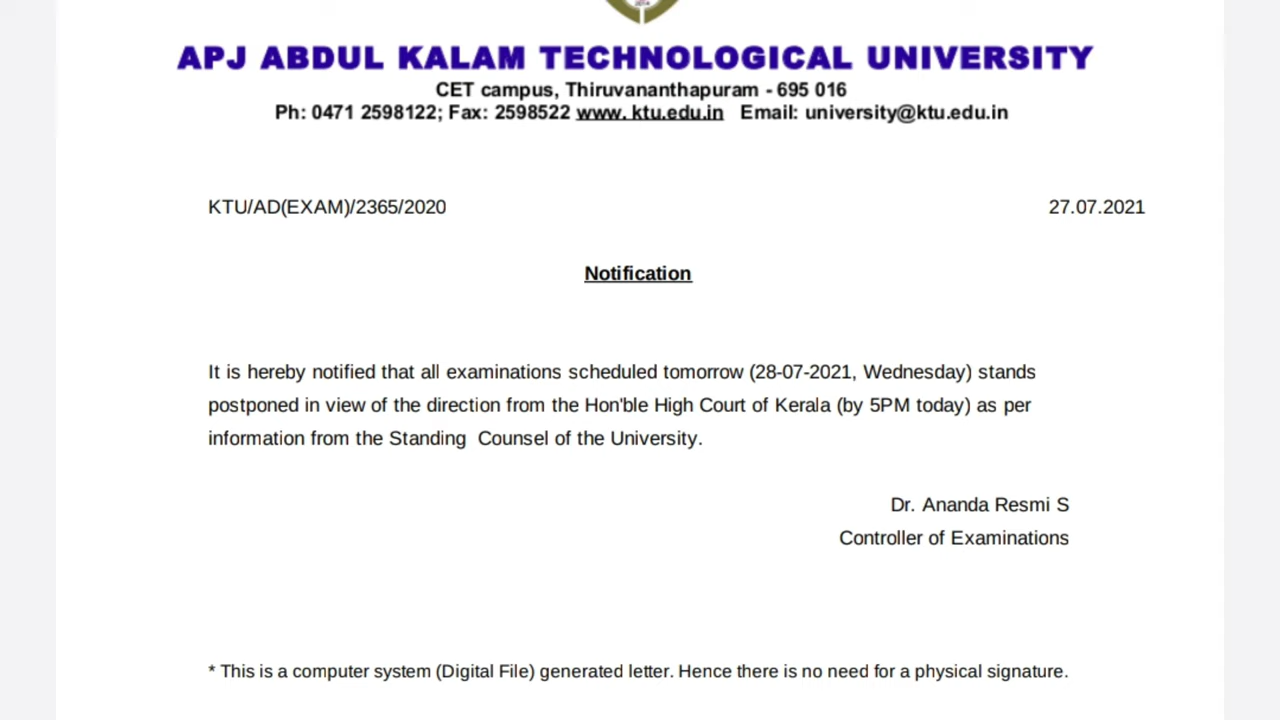 2014
APJ ABDUL KALAM TECHNOLOGICAL UNIVERSITY
CET campus, Thiruvananthapuram - 695 016
Ph: 0471 2598122; Fax: 2598522 www. ktu.edu.in Email: university@ktu.edu.in
KTU/AD(EXAM)/2365/2020 27.07.2021
Notification
It is hereby notified that all examinations scheduled tomorrow (28-07-2021, Wednesday) stands
postponed in view of the direction from the Hon'ble High Court of Kerala (by 5PM today) as per
information from the Standing Counsel of the University.
Dr. Ananda Resmi S
Controller of Examinations
* This is a computer system (Digital File) generated letter. Hence there is no need for a physical signature.